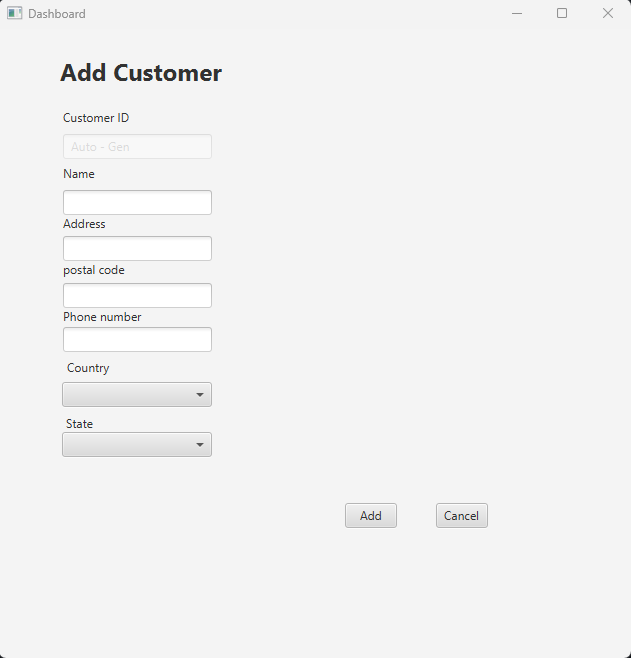 Dashboard
Add Customer
Customer ID
Auto - Gen
Name
Address
postal code
Phone number
Country
State
Add Cancel